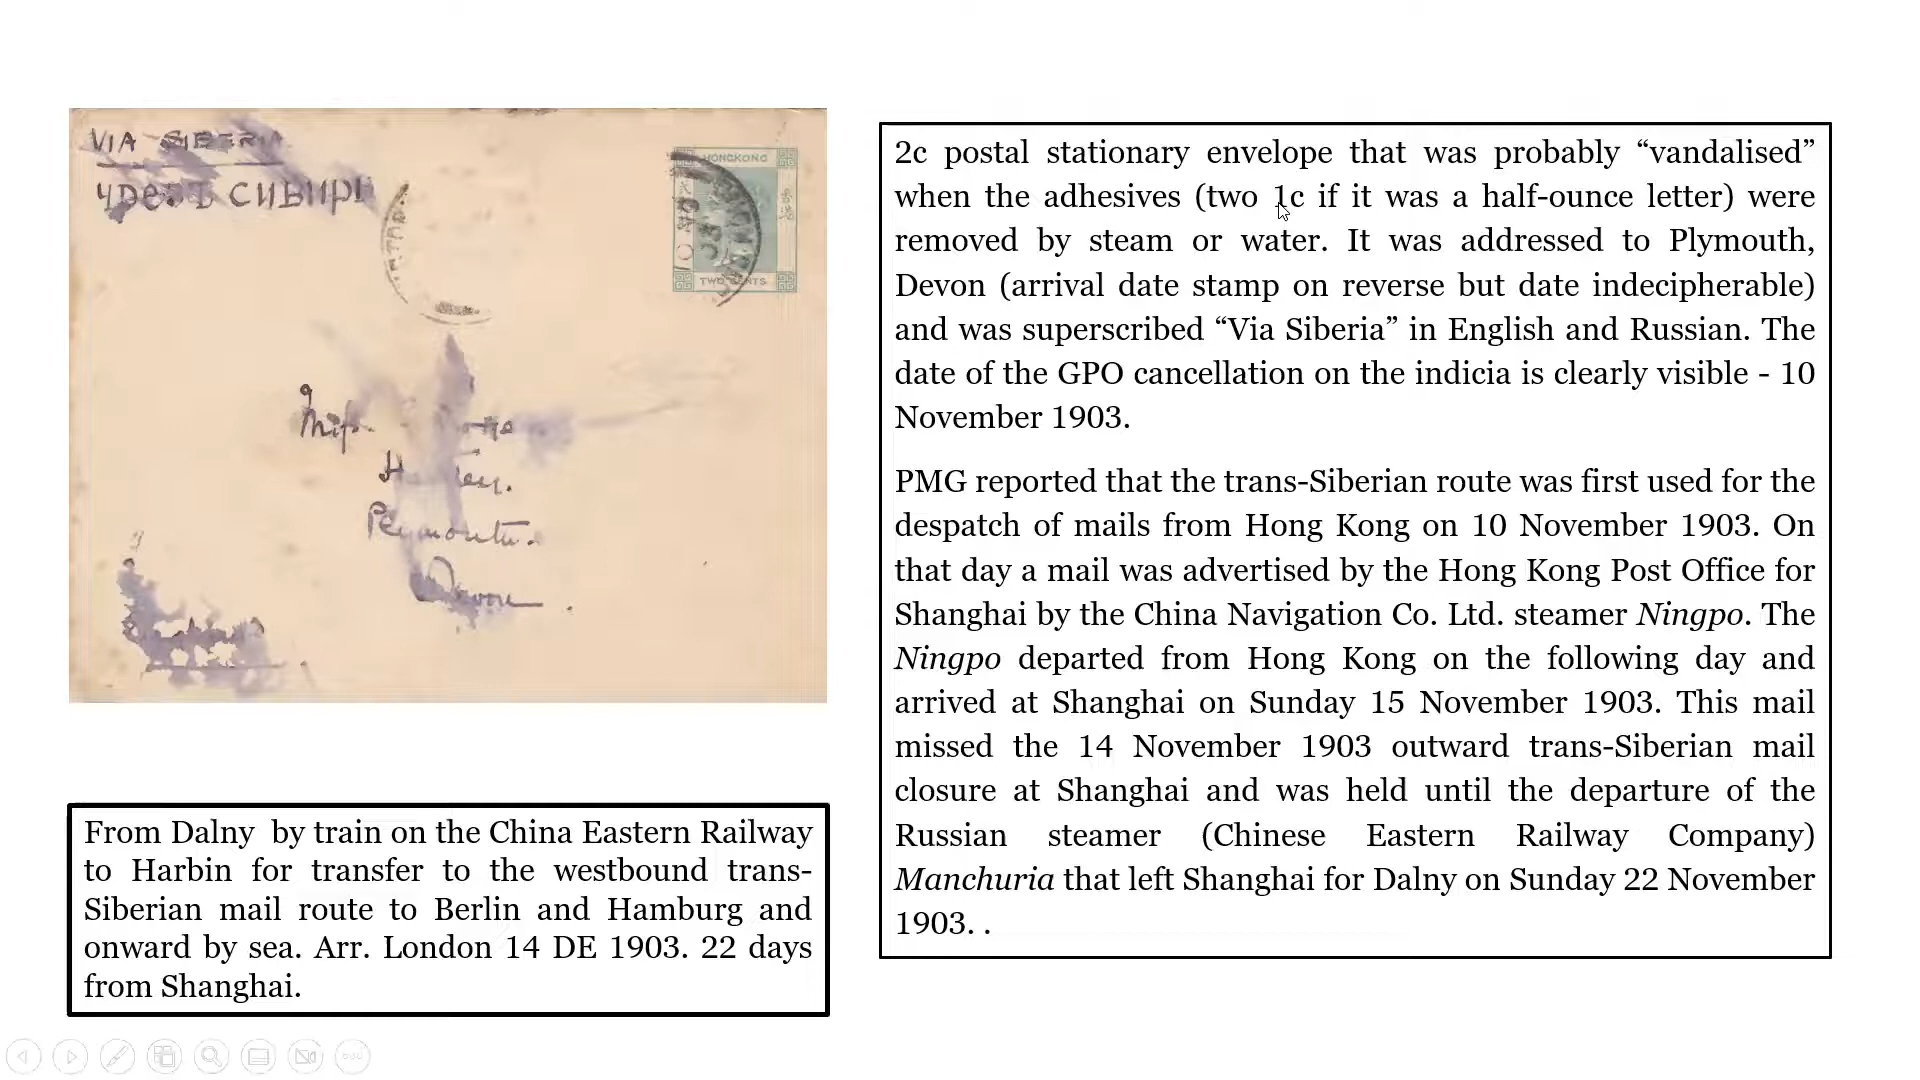 VIA SIBERIA
ЧРЕЗЪ СИБИРЬ
HONGKONG
TWO CENTS
Miss
Plymouth.
Devon
2c postal stationary envelope that was probably “vandalised”
when the adhesives (two 1c if it was a half-ounce letter) were
removed by steam or water. It was addressed to Plymouth,
Devon (arrival date stamp on reverse but date indecipherable)
and was superscribed “Via Siberia” in English and Russian. The
date of the GPO cancellation on the indicia is clearly visible - 10
November 1903.
PMG reported that the trans-Siberian route was first used for the
despatch of mails from Hong Kong on 10 November 1903. On
that day a mail was advertised by the Hong Kong Post Office for
Shanghai by the China Navigation Co. Ltd. steamer Ningpo. The
Ningpo departed from Hong Kong on the following day and
arrived at Shanghai on Sunday 15 November 1903. This mail
missed the 14 November 1903 outward trans-Siberian mail
closure at Shanghai and was held until the departure of the
Russian steamer (Chinese Eastern Railway Company)
Manchuria that left Shanghai for Dalny on Sunday 22 November
1903. .
From Dalny by train on the China Eastern Railway
to Harbin for transfer to the westbound trans-
Siberian mail route to Berlin and Hamburg and
onward by sea. Arr. London 14 DE 1903. 22 days
from Shanghai.